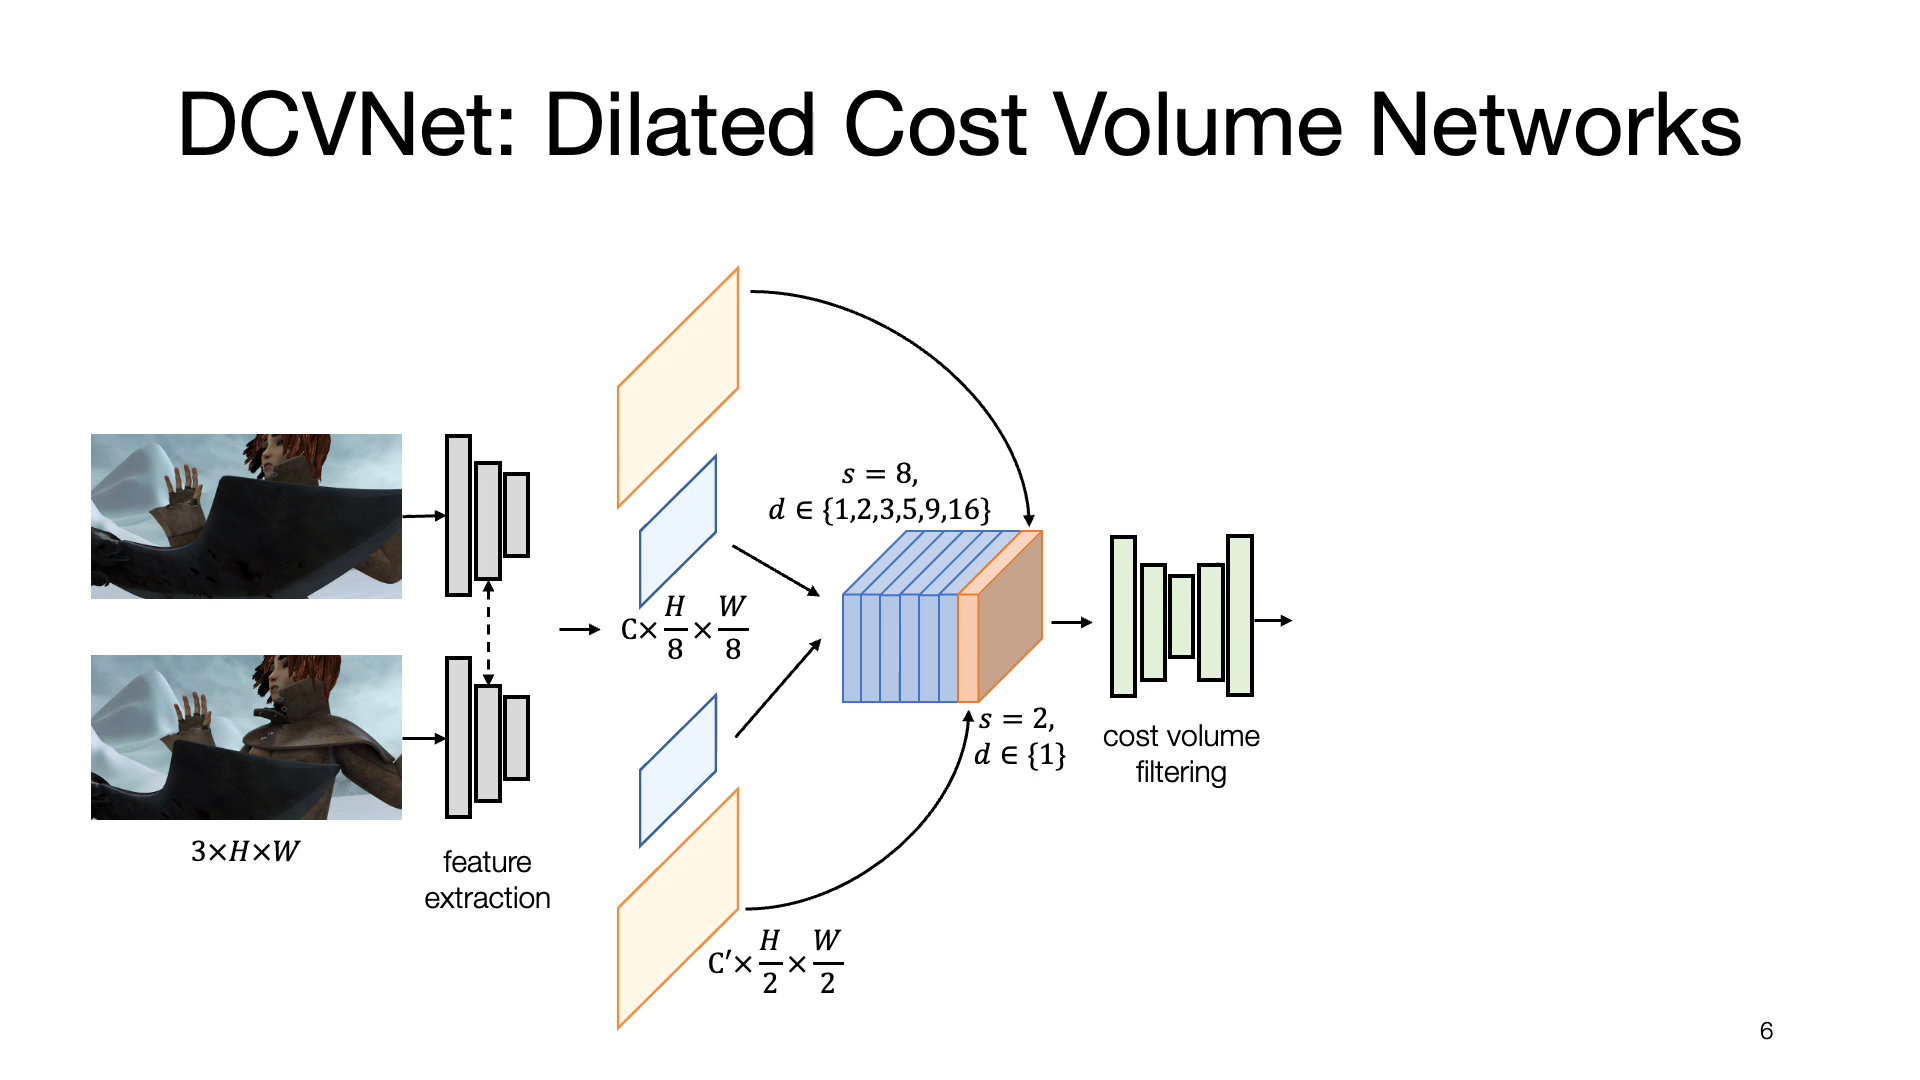 DCVNet: Dilated Cost Volume Networks
s = 8,
d ∈ {1,2,3,5,9,16}
C×H/8×W/8
s = 2,
d ∈ {1}
cost volume
filtering
3×H×W
feature
extraction
C′×H/2×W/2
6